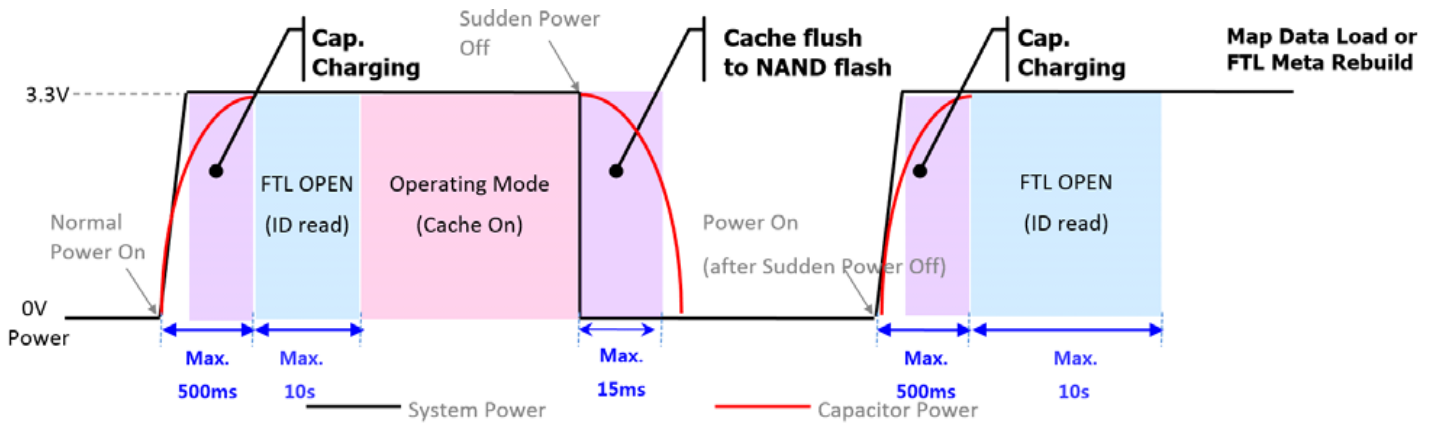 Sudden Power
Off
Cap.
Charging
Cache flush
to NAND flash
Cap.
Charging
Map Data Load or
FTL Meta Rebuild
3.3V
FTL OPEN
(ID read)
Operating Mode
(Cache On)
FTL OPEN
(ID read)
Normal
Power On
Power On
(after Sudden Power Off)
0V
Power
Max.
500ms
Max.
10s
Max.
15ms
Max.
500ms
Max.
10s
System Power
Capacitor Power